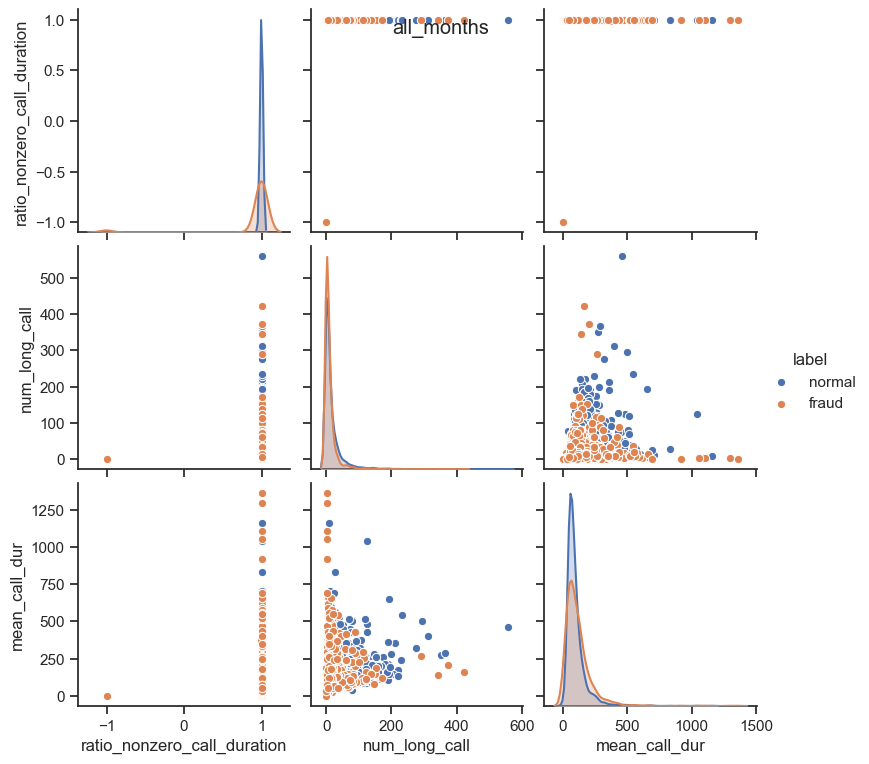 all_months
ratio_nonzero_call_duration
1.0
0.5
0.0
−0.5
−1.0
num_long_call
500
400
300
200
100
0
label
normal
fraud
mean_call_dur
1250
1000
750
500
250
0
−1 0 1
0 200 400 600
0 500 1000 1500
ratio_nonzero_call_duration
num_long_call
mean_call_dur